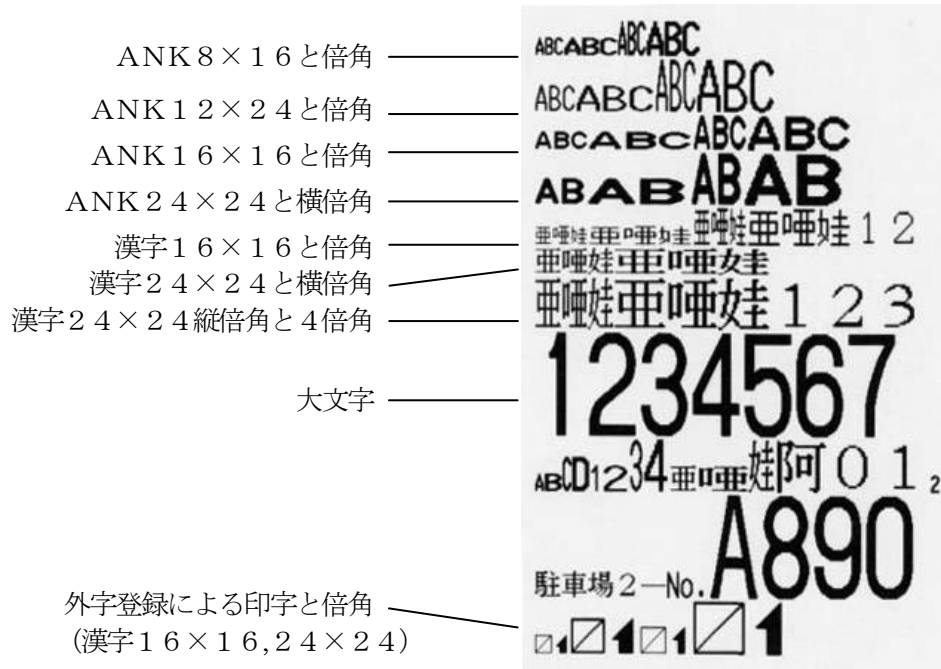 ANK8×16と倍角
ABCABCABCABC
ANK12×24と倍角
ABCABCABCABC
ANK16×16と倍角
ABCABCABCABC
ANK24×24と横倍角
ABABABAB
漢字16×16と倍角
亜唖娃亜唖娃亜唖娃亜唖娃12
漢字24×24と横倍角
亜唖娃亜唖娃
漢字24×24縦倍角と4倍角
亜唖娃亜唖娃123
大文字
1234567
ABCD1234亜唖亜娃阿012
駐車場2―No.A890
外字登録による印字と倍角
(漢字16×16,24×24)
1 1 1 1